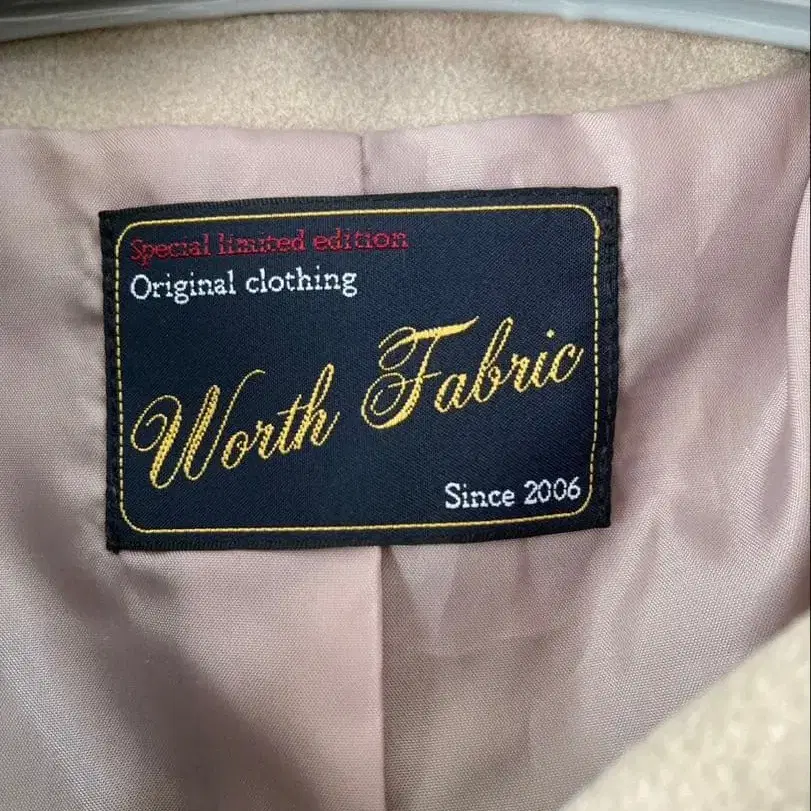 Special limited edition
Original clothing
Worth Fabric
Since 2006